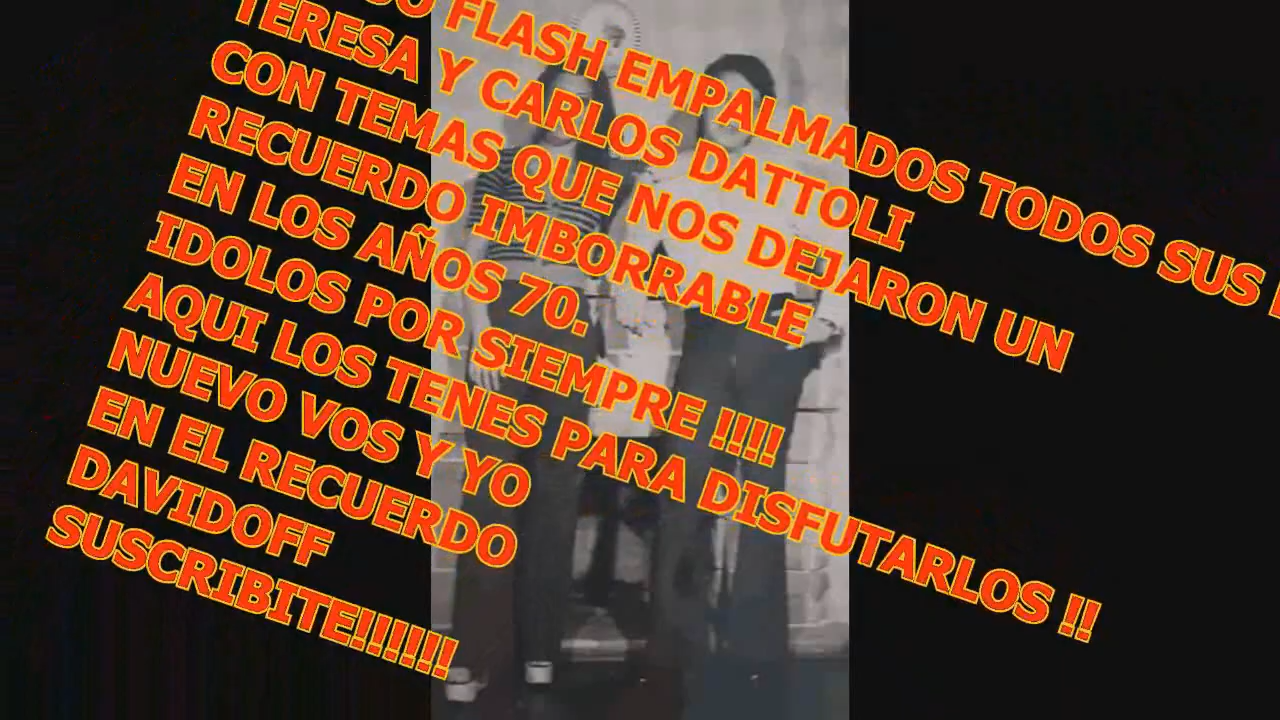 FLASH EMPALMADOS TODOS SUS
TERESA Y CARLOS DATTOLI
CON TEMAS QUE NOS DEJARON UN
RECUERDO IMBORRABLE
EN LOS AÑOS 70.
IDOLOS POR SIEMPRE !!!!
AQUI LOS TENES PARA DISFUTARLOS !!
NUEVO VOS Y YO
EN EL RECUERDO
DAVIDOFF
SUSCRIBITE!!!!!!